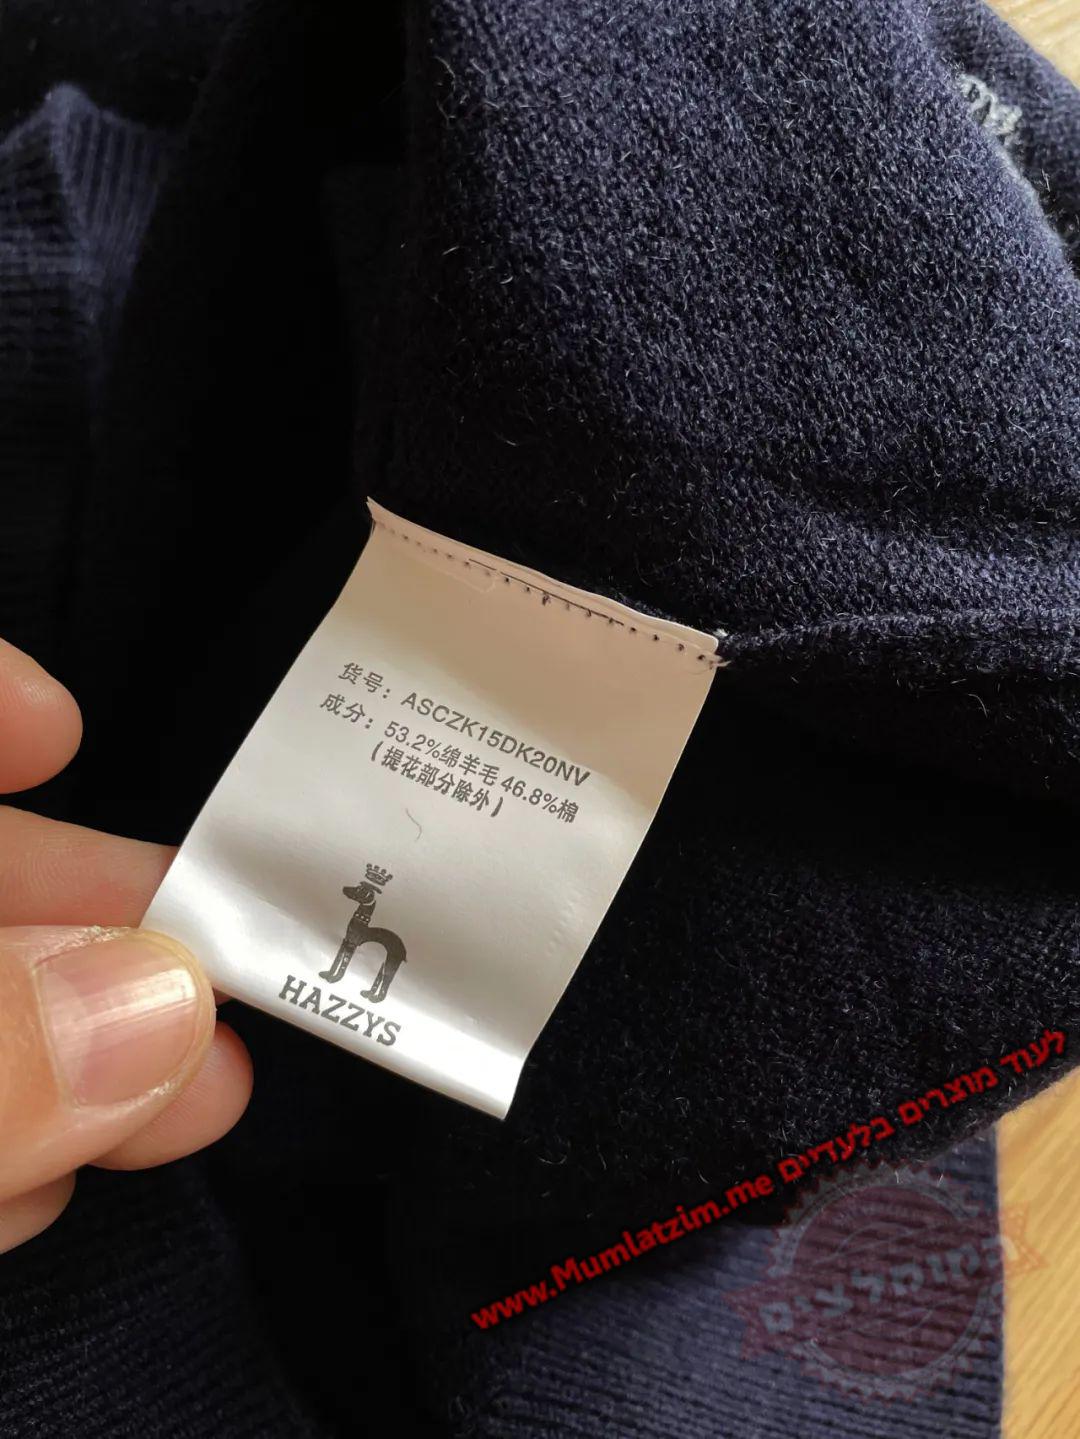 货号：ASCZK15DK20NV
成分：53.2%绵羊毛 46.8%棉
(提花部分除外)
HAZZYS
לעוד מוצרים בלעדיים www.Mumlatzim.me
המומלצים